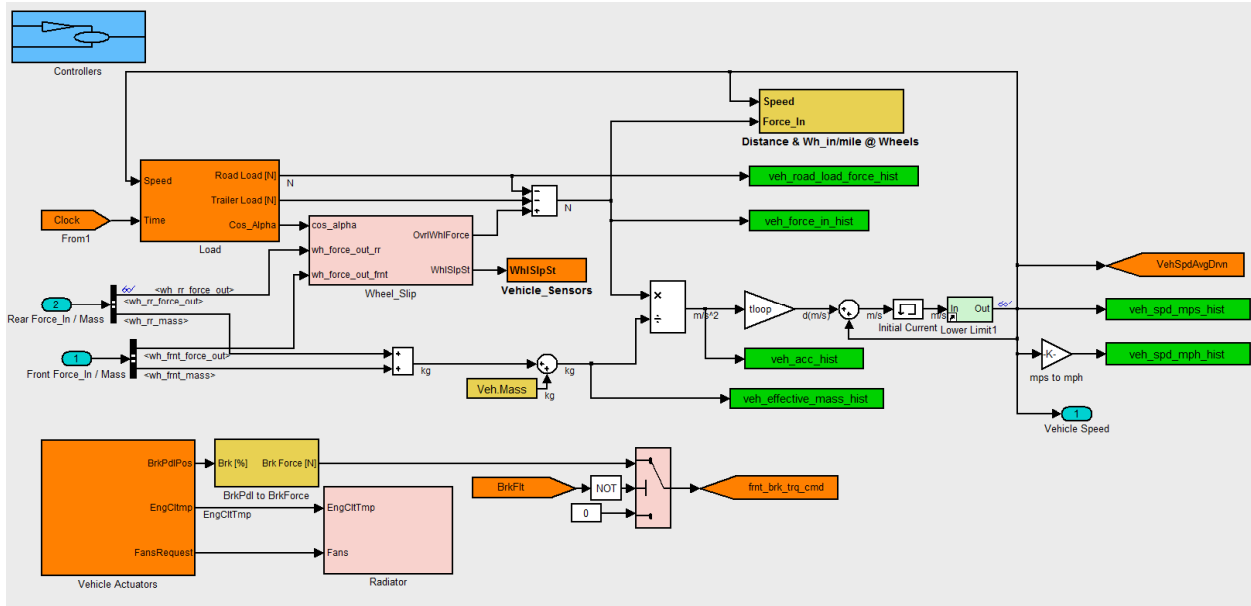 Controllers
Speed
Force_In
Distance & Wh_in/mile @ Wheels
Speed
Road Load [N]
N
veh_road_load_force_hist
Trailer Load [N]
N
Clock
From1
Time
Cos_Alpha
Load
cos_alpha
OvrlWhlForce
veh_force_in_hist
wh_force_out_rr
wh_force_out_frnt
WhlSlpSt
Wheel_Slip
WhlSlpSt
Vehicle_Sensors
VehSpdAvgDrvn
2
Rear Force_In / Mass
<wh_rr_force_out>
<wh_rr_force_out>
<wh_rr_mass>
×
÷
m/s^2
tloop
d(m/s)
m/s
Initial Current
m/s
In
Out
Lower Limit1
veh_spd_mps_hist
1
Front Force_In / Mass
<wh_frnt_force_out>
<wh_frnt_mass>
kg
kg
Veh.Mass
kg
veh_acc_hist
veh_effective_mass_hist
-K-
mps to mph
veh_spd_mph_hist
1
Vehicle Speed
BrkPdlPos
Brk [%]
Brk Force [N]
BrkPdl to BrkForce
BrkFlt
NOT
0
frnt_brk_trq_cmd
EngCltmp
EngCltTmp
EngCltTmp
FansRequest
Fans
Vehicle Actuators
Radiator